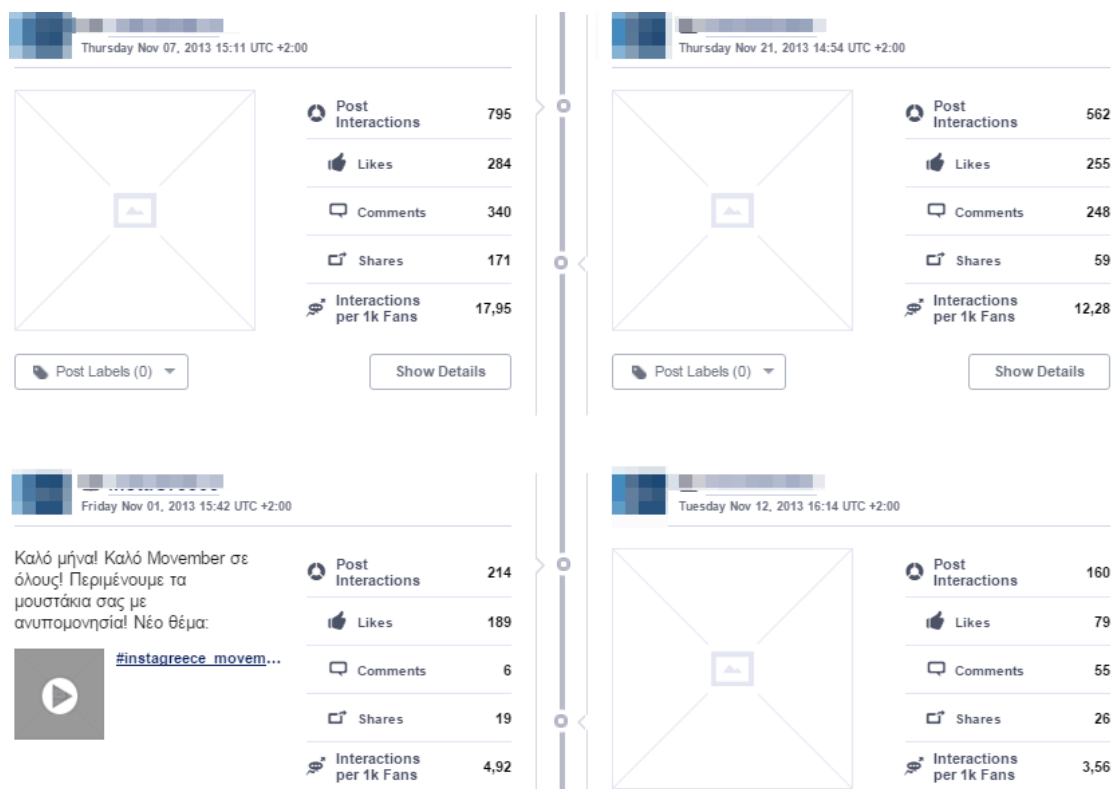 Thursday Nov 07, 2013 15:11 UTC +2:00
Post
Interactions
795
Likes
284
Comments
340
Shares
171
Interactions
per 1k Fans
17,95
Post Labels (0)
Show Details
Thursday Nov 21, 2013 14:54 UTC +2:00
Post
Interactions
562
Likes
255
Comments
248
Shares
59
Interactions
per 1k Fans
12,28
Post Labels (0)
Show Details
Friday Nov 01, 2013 15:42 UTC +2:00
Καλό μήνα! Καλό Movember σε
όλους! Περιμένουμε τα
μουστάκια σας με
ανυπομονησία! Νέο θέμα:
#instagreece_movem...
Post
Interactions
214
Likes
189
Comments
6
Shares
19
Interactions
per 1k Fans
4,92
Tuesday Nov 12, 2013 16:14 UTC +2:00
Post
Interactions
160
Likes
79
Comments
55
Shares
26
Interactions
per 1k Fans
3,56